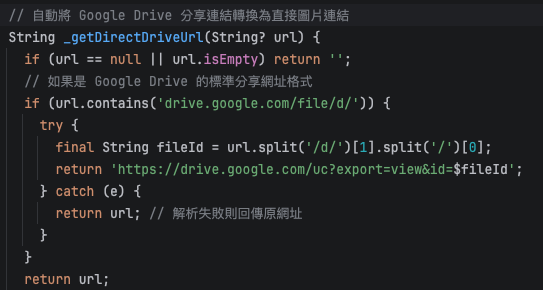 // 自動將 Google Drive 分享連結轉換為直接圖片連結
String _getDirectDriveUrl(String? url) {
  if (url == null || url.isEmpty) return '';
  // 如果是 Google Drive 的標準分享網址格式
  if (url.contains('drive.google.com/file/d/')) {
    try {
      final String fileId = url.split('/d/')[1].split('/')[0];
      return 'https://drive.google.com/uc?export=view&id=$fileId';
    } catch (e) {
      return url; // 解析失敗則回傳原網址
    }
  }
  return url;